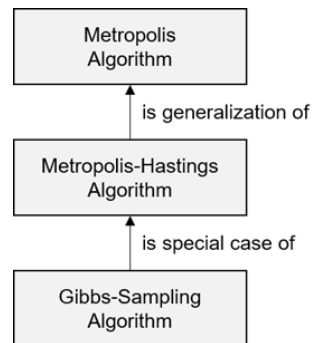 Metropolis
Algorithm
is generalization of
Metropolis-Hastings
Algorithm
is special case of
Gibbs-Sampling
Algorithm